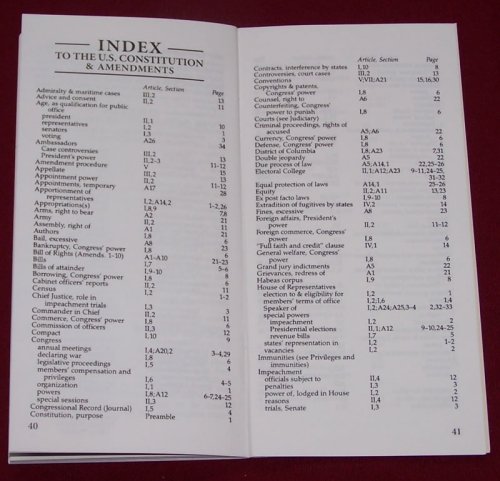 INDEX
TO THE U.S. CONSTITUTION
& AMENDMENTS
Article, Section Page
Admiralty & maritime cases III,2 13
Advice and consent II,2 11
Age, as qualification for public
office
president II,1 10
representatives I,2 1
senators I,3
voting A26 34
Ambassadors
Case controversies III,2 13
President's power II,2–3 11–12
Amendment procedure V 15
Appellate power III,2 13
Appointment power II,2
Appointments, temporary A17 28
Apportionment of
representatives I,2;A14,2 1–2,26
Appropriation(s) I,8,9 7,8
Arms, right to bear A2 21
Army II,2 11
Assembly, right of A1 21
Authors I,8 6
Bail, excessive A8 23
Bankruptcy, Congress' power I,8 6
Bill of Rights (Amends. 1–10) A1–A10 21–23
Bills I,7 5–6
Bills of attainder I,9–10 8
Borrowing, Congress' power I,8 6
Cabinet officers' reports II,2 11
Census I,2 1–2
Chief Justice, role in
impeachment trials I,3
Commander in Chief II,2 11
Commerce, Congress' power I,8 6
Commission of officers II,3 12
Compact I,10
Congress
annual meetings I,4;A20,2 3–4,29
declaring war I,8 6
legislative proceedings I,5
members' compensation and
privileges I,6 4–5
organization I,1
powers I,8;A12 6–7,24–25
special sessions II,3 12
Congressional Record (Journal) I,5 4
Constitution, purpose Preamble 1
40
Article, Section Page
Contracts, interference by states I,10 8
Controversies, court cases III,2 13
Conventions V;VII;A21 15,16,30
Copyrights & patents,
Congress' power I,8 6
Counsel, right to A6 22
Counterfeiting, Congress'
power to punish I,8 6
Courts (see Judiciary)
Criminal proceedings, rights of
accused A5;A6 22
Currency, Congress' power I,8 6
Defense, Congress' power I,8 6
District of Columbia I,8;A23 7,31
Double jeopardy A5 22
Due process of law A5;A14,1 22,25–26
Electoral College II,1;A12;A23 9–11,24–25,
31–32
Equal protection of laws A14,1 25–26
Equity III,2;A11 13,23
Ex post facto laws I,9–10 8
Extradition of fugitives by states IV,2 14
Fines, excessive A8 23
Foreign affairs, President's
power II,2 11–12
Foreign commerce, Congress'
power I,8 6
"Full faith and credit" clause IV,1 14
General welfare, Congress'
power I,8 6
Grand jury indictments A5 22
Grievances, redress of A1 21
Habeas corpus I,9 8
House of Representatives
election to & eligibility for I,2 1
members' terms of office I,2;I,6 1,4
Speaker of I,2;A24;A25,3–4 2,32–33
special powers
impeachment I,2 2
Presidential elections II,1;A12 9–10,24–25
revenue bills I,7 5
states' representation in I,2 1–2
vacancies I,2 2
Immunities (see Privileges and
immunities)
Impeachment
officials subject to II,4 12
penalties I,3 3
power of, lodged in House I,2 2
reasons II,4 12
trials, Senate I,3 3
41